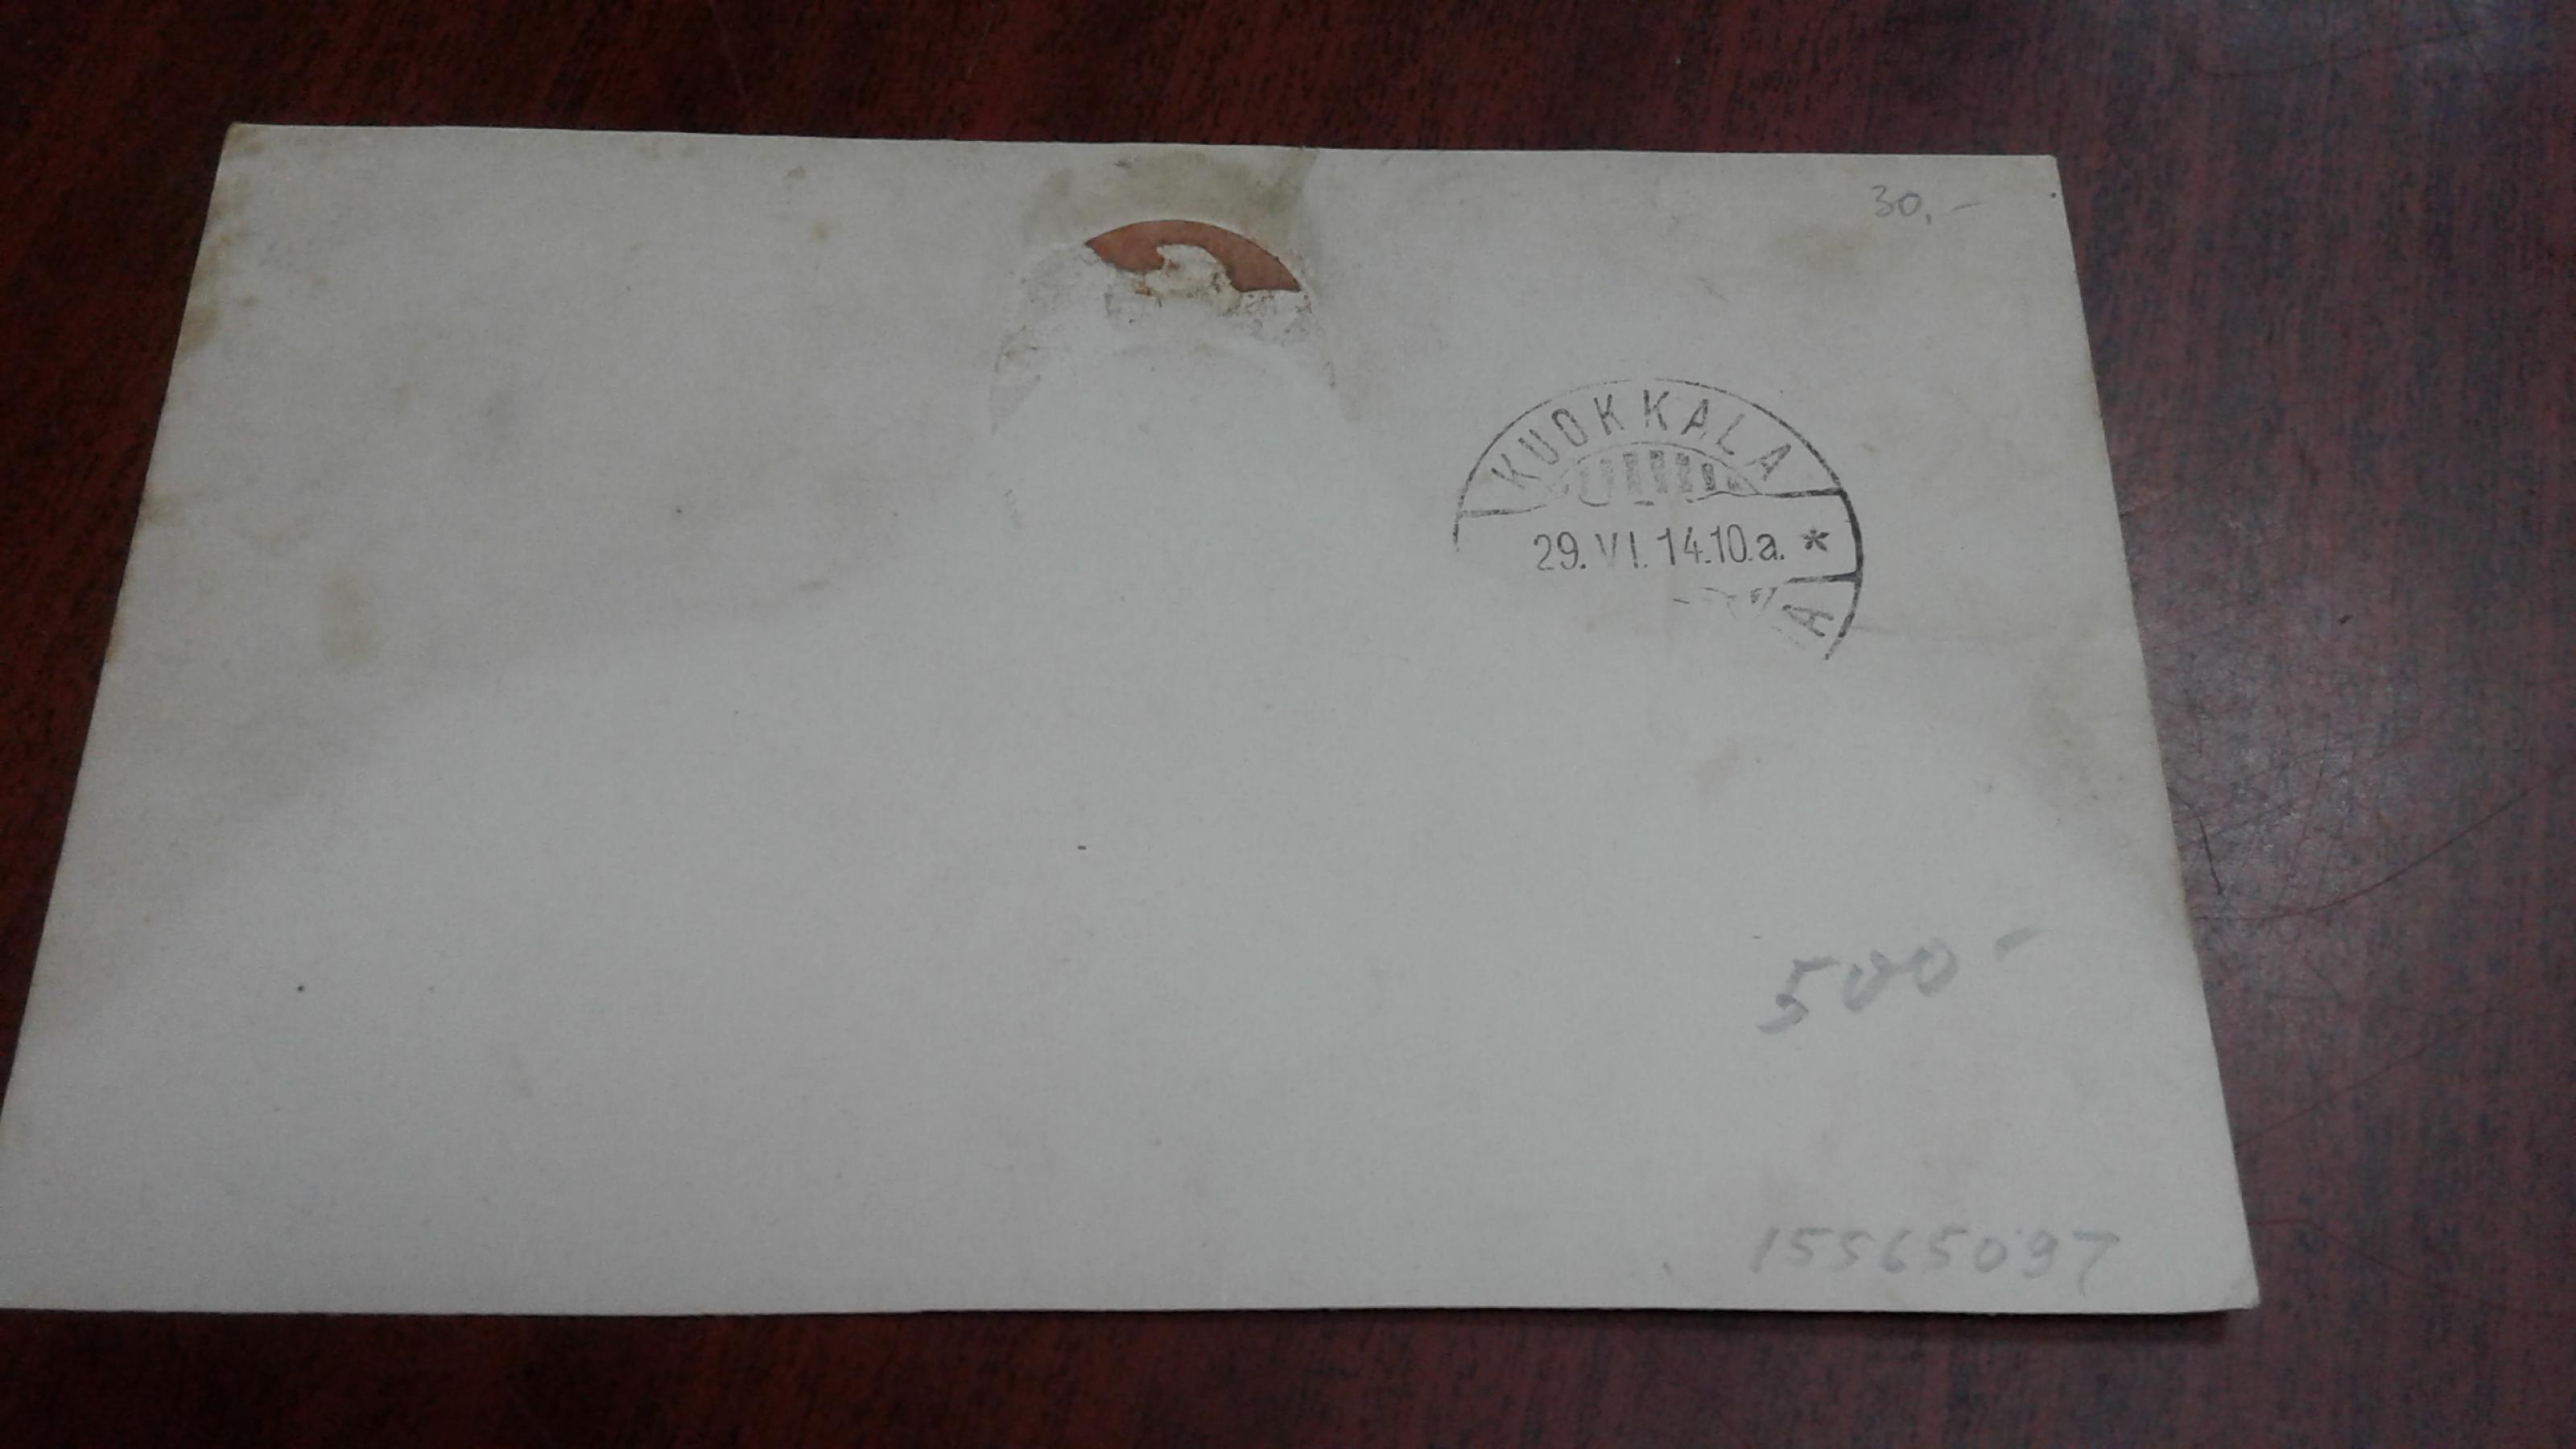 30,-
KUOKKALA
29. VI. 14.10.a. *
500-
15565097